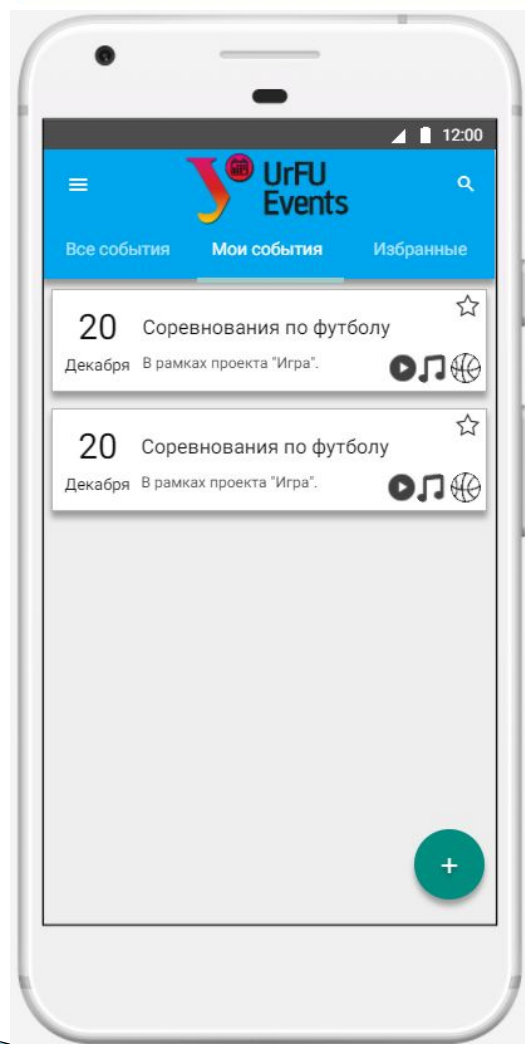 12:00
UrFU
Events
Все события Мои события Избранные
20
Соревнования по футболу
Декабря В рамках проекта "Игра".
20
Соревнования по футболу
Декабря В рамках проекта "Игра".
+